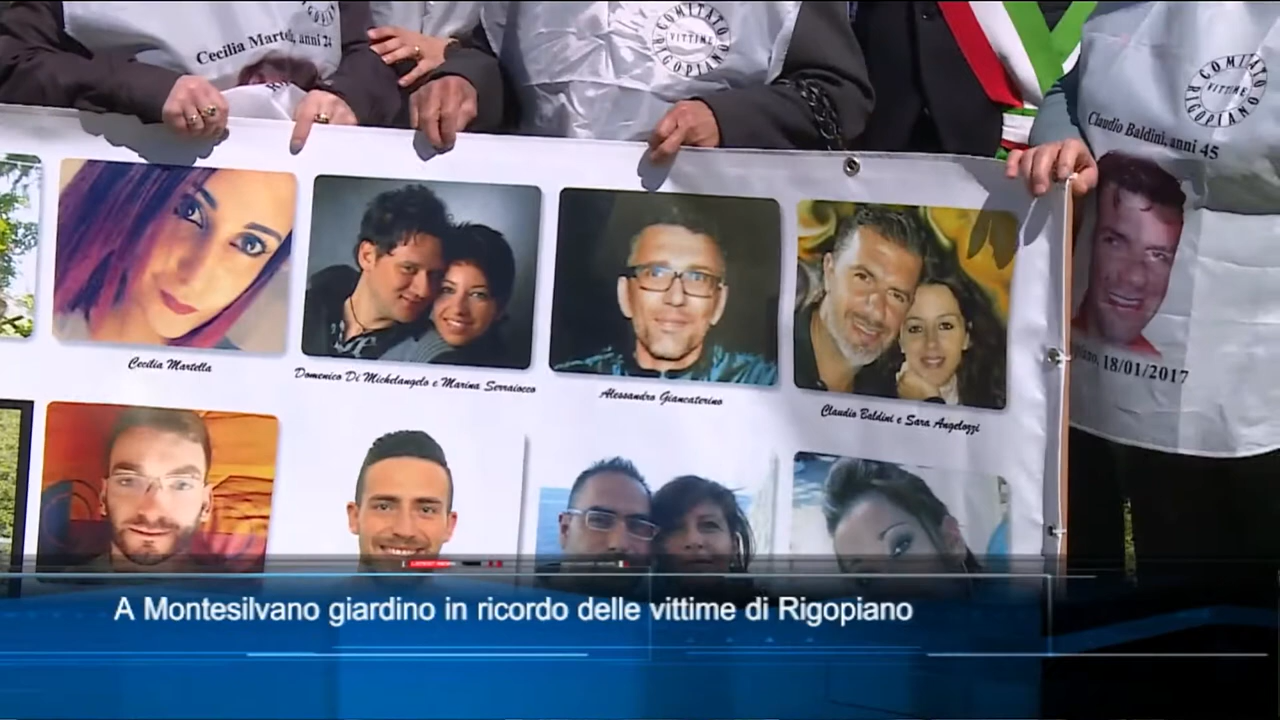 Cecilia Martella, anni 24
COMITATO
VITTIME
RIGOPIANO
COMITATO
VITTIME
RIGOPIANO
Claudio Baldini, anni 45
18/01/2017
Cecilia Martella
Domenico Di Michelangelo e Marina Serraiocco
Alessandro Giancaterino
Claudio Baldini e Sara Angelozzi
LATEST NEWS
A Montesilvano giardino in ricordo delle vittime di Rigopiano